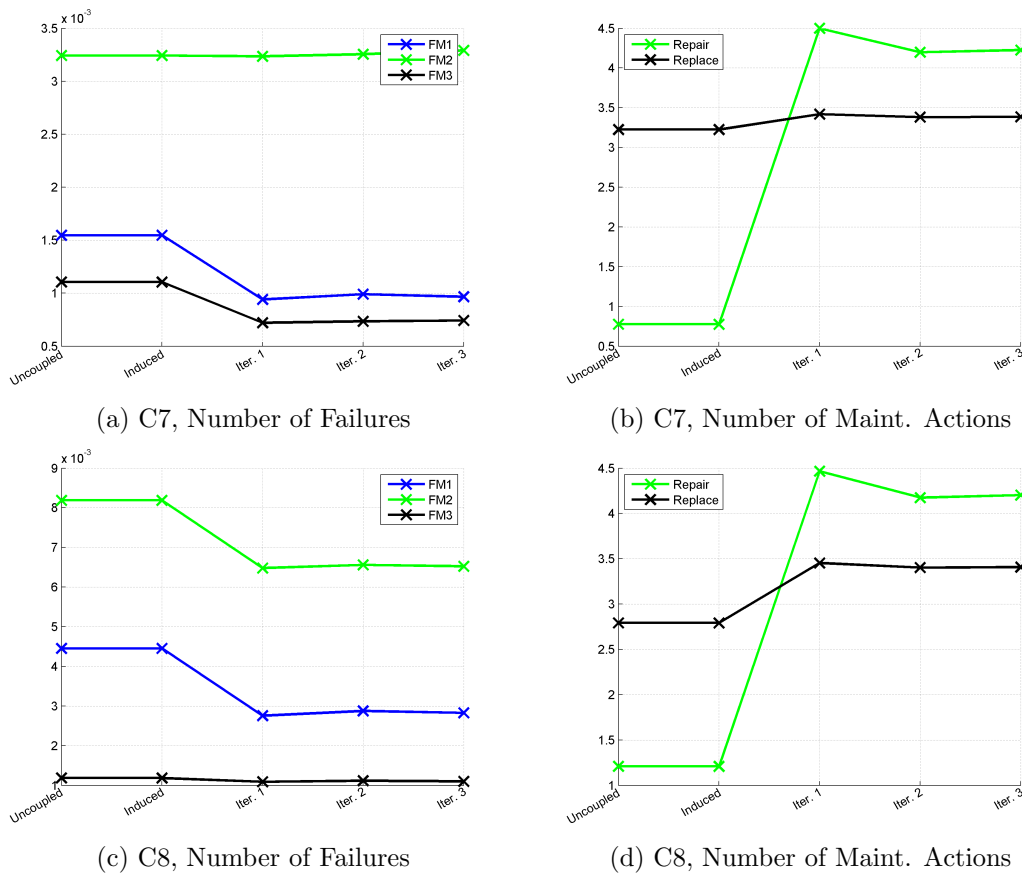 x 10⁻³
3.5
3
2.5
2
1.5
1
0.5
Uncoupled
Induced
Iter. 1
Iter. 2
Iter. 3
FM1
FM2
FM3
(a) C7, Number of Failures
4.5
4
3.5
3
2.5
2
1.5
1
0.5
Uncoupled
Induced
Iter. 1
Iter. 2
Iter. 3
Repair
Replace
(b) C7, Number of Maint. Actions
x 10⁻³
9
8
7
6
5
4
3
2
1
Uncoupled
Induced
Iter. 1
Iter. 2
Iter. 3
FM1
FM2
FM3
(c) C8, Number of Failures
4.5
4
3.5
3
2.5
2
1.5
1
Uncoupled
Induced
Iter. 1
Iter. 2
Iter. 3
Repair
Replace
(d) C8, Number of Maint. Actions